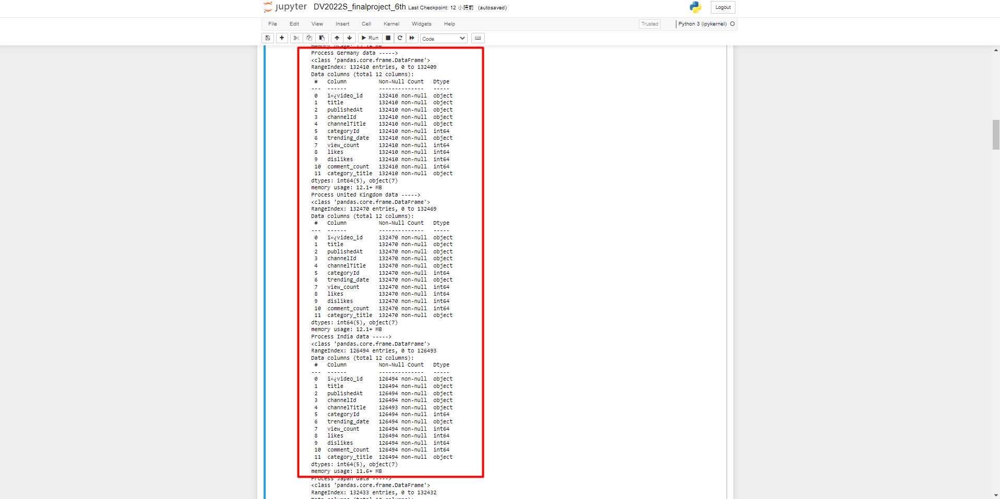 jupyter DV2022S_finalproject_6th Last Checkpoint: 12 小時前 (autosaved) Logout
File Edit View Insert Cell Kernel Widgets Help Trusted Python 3 (ipykernel)
Run Code
memory usage: 12.1+ MB
Process Germany data ----->
<class 'pandas.core.frame.DataFrame'>
RangeIndex: 132410 entries, 0 to 132409
Data columns (total 12 columns):
# Column Non-Null Count Dtype
--- ------ -------------- -----
0 ï»¿video_id 132410 non-null object
1 title 132410 non-null object
2 publishedAt 132410 non-null object
3 channelId 132410 non-null object
4 channelTitle 132410 non-null object
5 categoryId 132410 non-null int64
6 trending_date 132410 non-null object
7 view_count 132410 non-null int64
8 likes 132410 non-null int64
9 dislikes 132410 non-null int64
10 comment_count 132410 non-null int64
11 category_title 132410 non-null object
dtypes: int64(5), object(7)
memory usage: 12.1+ MB
Process United Kingdom data ----->
<class 'pandas.core.frame.DataFrame'>
RangeIndex: 132470 entries, 0 to 132469
Data columns (total 12 columns):
# Column Non-Null Count Dtype
--- ------ -------------- -----
0 ï»¿video_id 132470 non-null object
1 title 132470 non-null object
2 publishedAt 132470 non-null object
3 channelId 132470 non-null object
4 channelTitle 132470 non-null object
5 categoryId 132470 non-null int64
6 trending_date 132470 non-null object
7 view_count 132470 non-null int64
8 likes 132470 non-null int64
9 dislikes 132470 non-null int64
10 comment_count 132470 non-null int64
11 category_title 132470 non-null object
dtypes: int64(5), object(7)
memory usage: 12.1+ MB
Process India data ----->
<class 'pandas.core.frame.DataFrame'>
RangeIndex: 126494 entries, 0 to 126493
Data columns (total 12 columns):
# Column Non-Null Count Dtype
--- ------ -------------- -----
0 ï»¿video_id 126494 non-null object
1 title 126494 non-null object
2 publishedAt 126494 non-null object
3 channelId 126494 non-null object
4 channelTitle 126493 non-null object
5 categoryId 126494 non-null int64
6 trending_date 126494 non-null object
7 view_count 126494 non-null int64
8 likes 126494 non-null int64
9 dislikes 126494 non-null int64
10 comment_count 126494 non-null int64
11 category_title 126494 non-null object
dtypes: int64(5), object(7)
memory usage: 11.6+ MB
Process Japan data ----->
<class 'pandas.core.frame.DataFrame'>
RangeIndex: 132433 entries, 0 to 132432
Data columns (total 12 columns):